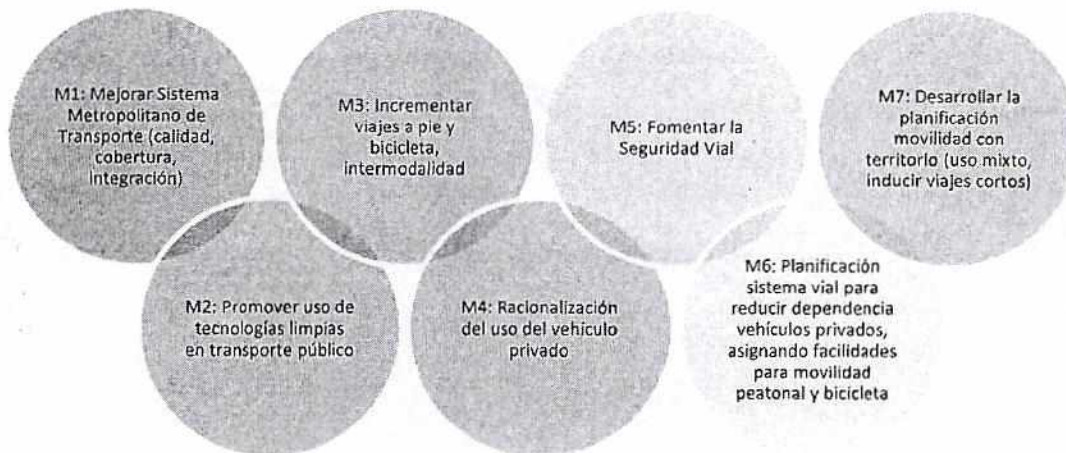 M1: Mejorar Sistema
Metropolitano de
Transporte (calidad,
cobertura,
integración)
M2: Promover uso de
tecnologías limpias
en transporte público
M3: Incrementar
viajes a pie y
bicicleta,
intermodalidad
M4: Racionalización
del uso del vehículo
privado
M5: Fomentar la
Seguridad Vial
M6: Planificación
sistema vial para
reducir dependencia
vehículos privados,
asignando facilidades
para movilidad
peatonal y bicicleta
M7: Desarrollar la
planificación
movilidad con
territorio (uso mixto,
inducir viajes cortos)